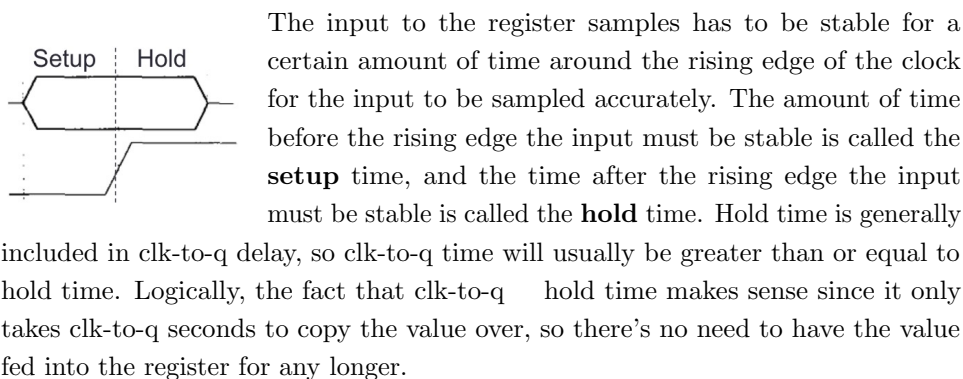 Setup Hold
The input to the register samples has to be stable for a
certain amount of time around the rising edge of the clock
for the input to be sampled accurately. The amount of time
before the rising edge the input must be stable is called the
setup time, and the time after the rising edge the input
must be stable is called the hold time. Hold time is generally
included in clk-to-q delay, so clk-to-q time will usually be greater than or equal to
hold time. Logically, the fact that clk-to-q hold time makes sense since it only
takes clk-to-q seconds to copy the value over, so there's no need to have the value
fed into the register for any longer.